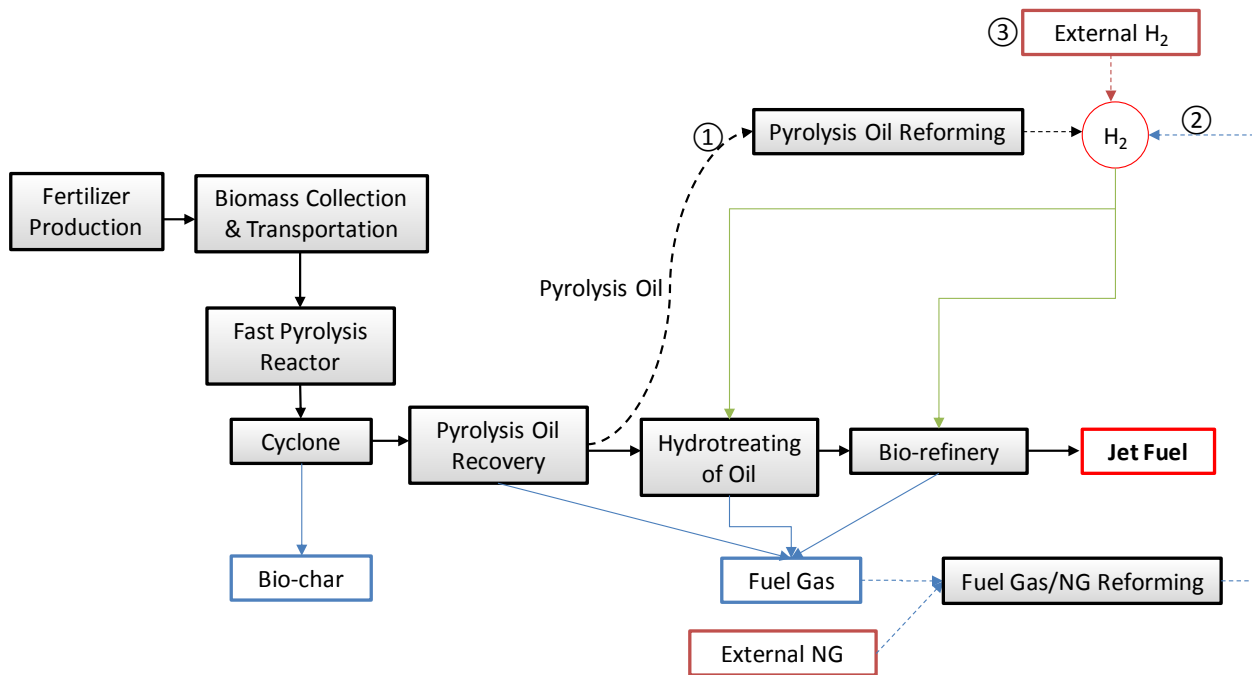 ③
External H₂
①
Pyrolysis Oil Reforming
H₂
②
Fertilizer
Production
Biomass Collection
& Transportation
Pyrolysis Oil
Fast Pyrolysis
Reactor
Cyclone
Pyrolysis Oil
Recovery
Hydrotreating
of Oil
Bio-refinery
Jet Fuel
Bio-char
Fuel Gas
Fuel Gas/NG Reforming
External NG